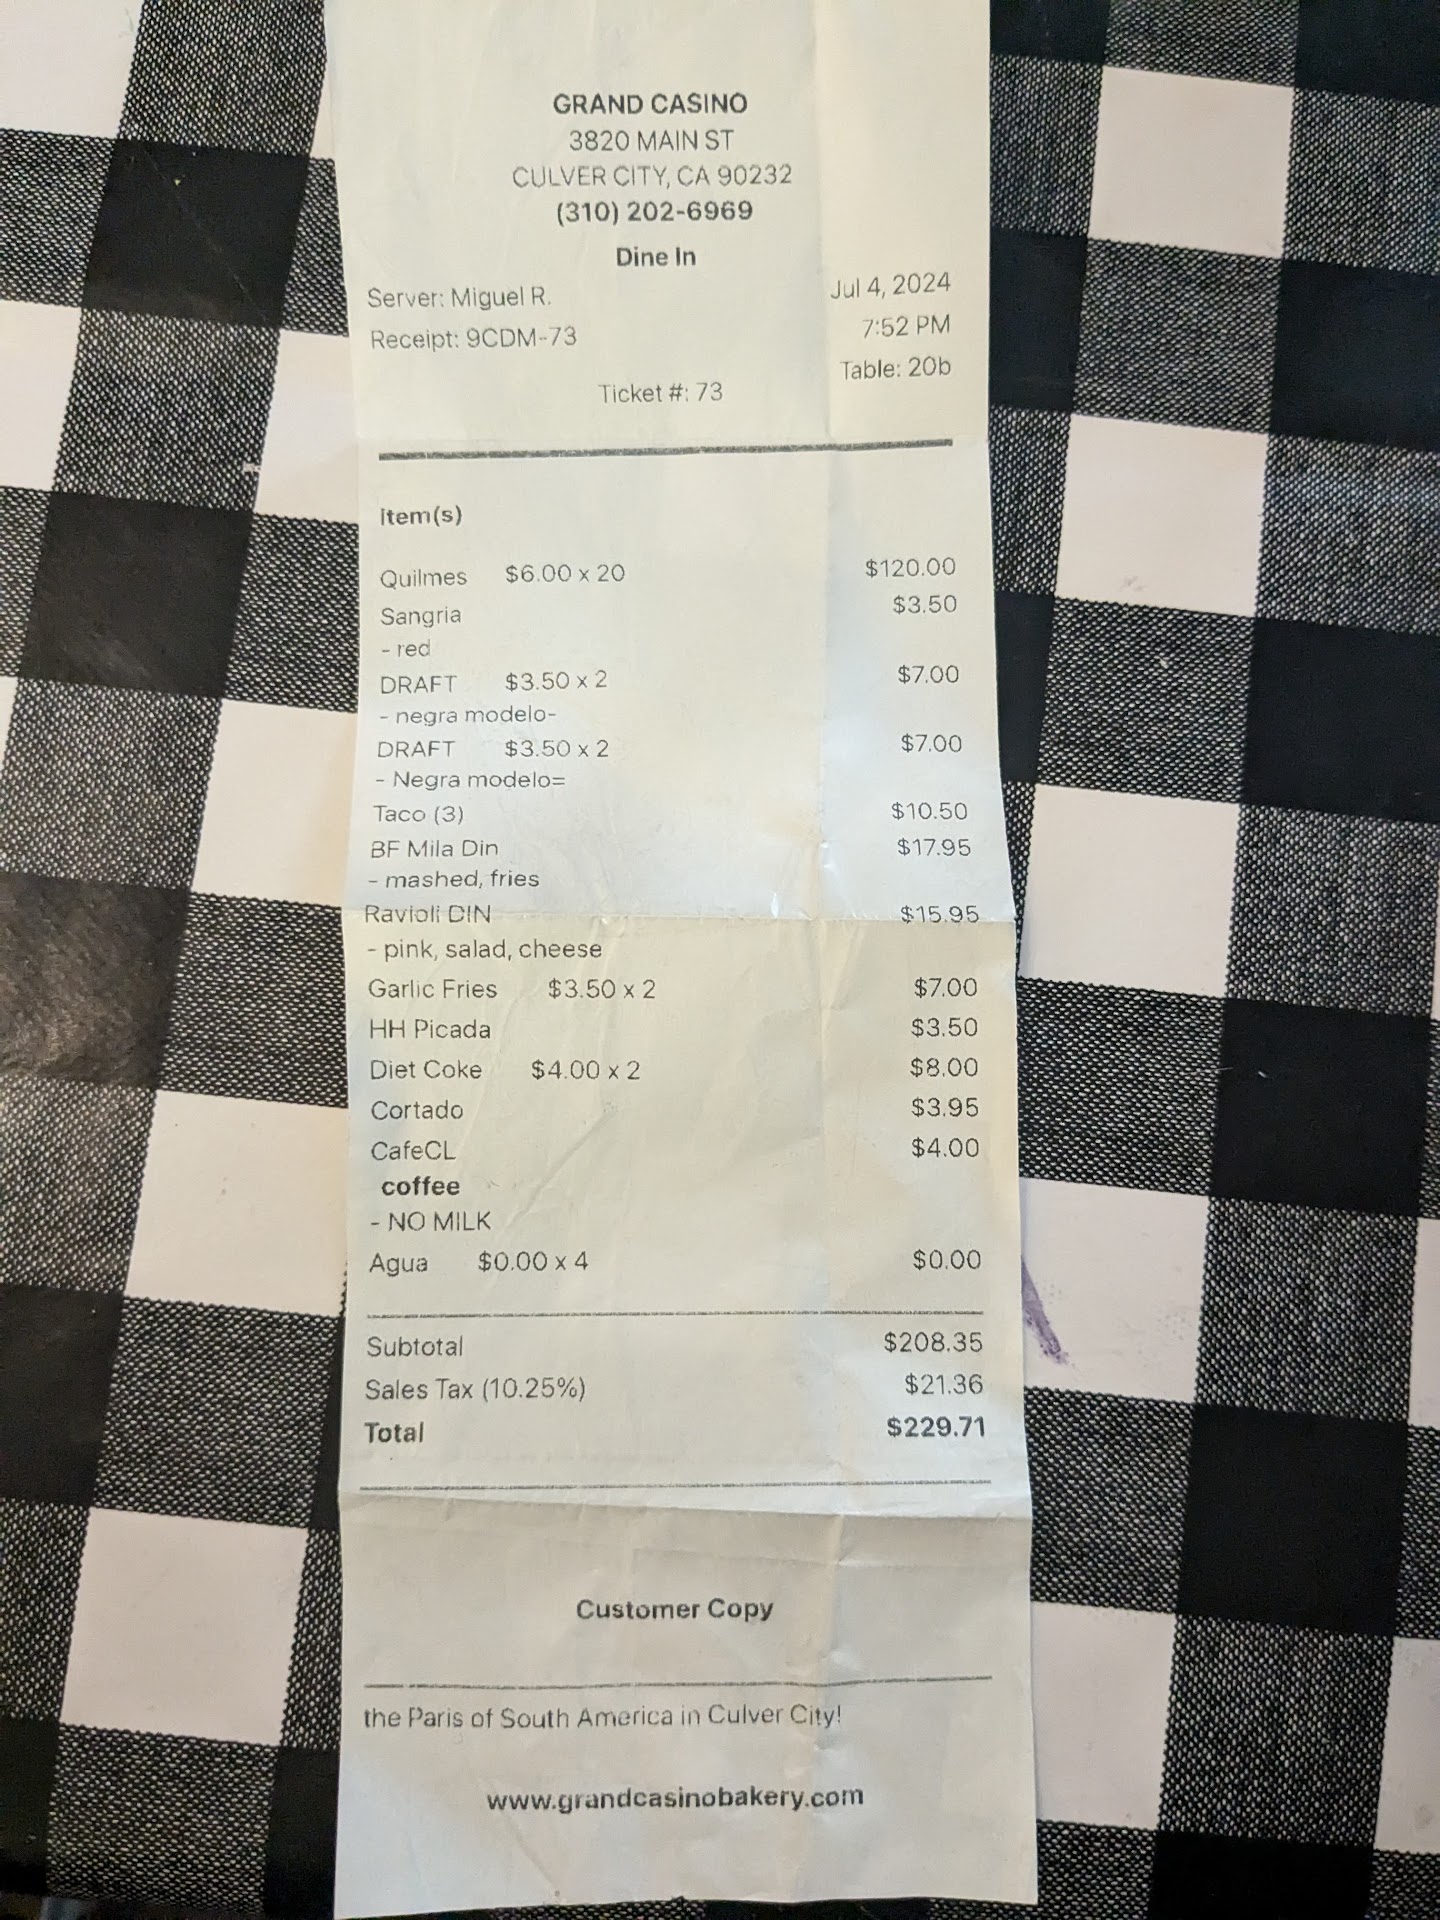 GRAND CASINO
3820 MAIN ST
CULVER CITY, CA 90232
(310) 202-6969
Dine In
Server: Miguel R. Jul 4, 2024
Receipt: 9CDM-73 7:52 PM
Table: 20b
Ticket #: 73
Item(s)
Quilmes $6.00 x 20 $120.00
Sangria $3.50
- red
DRAFT $3.50 x 2 $7.00
- negra modelo-
DRAFT $3.50 x 2 $7.00
- Negra modelo=
Taco (3) $10.50
BF Mila Din $17.95
- mashed, fries
Ravioli DIN $15.95
- pink, salad, cheese
Garlic Fries $3.50 x 2 $7.00
HH Picada $3.50
Diet Coke $4.00 x 2 $8.00
Cortado $3.95
CafeCL $4.00
coffee
- NO MILK
Agua $0.00 x 4 $0.00
Subtotal $208.35
Sales Tax (10.25%) $21.36
Total $229.71
Customer Copy
the Paris of South America in Culver City!
www.grandcasinobakery.com